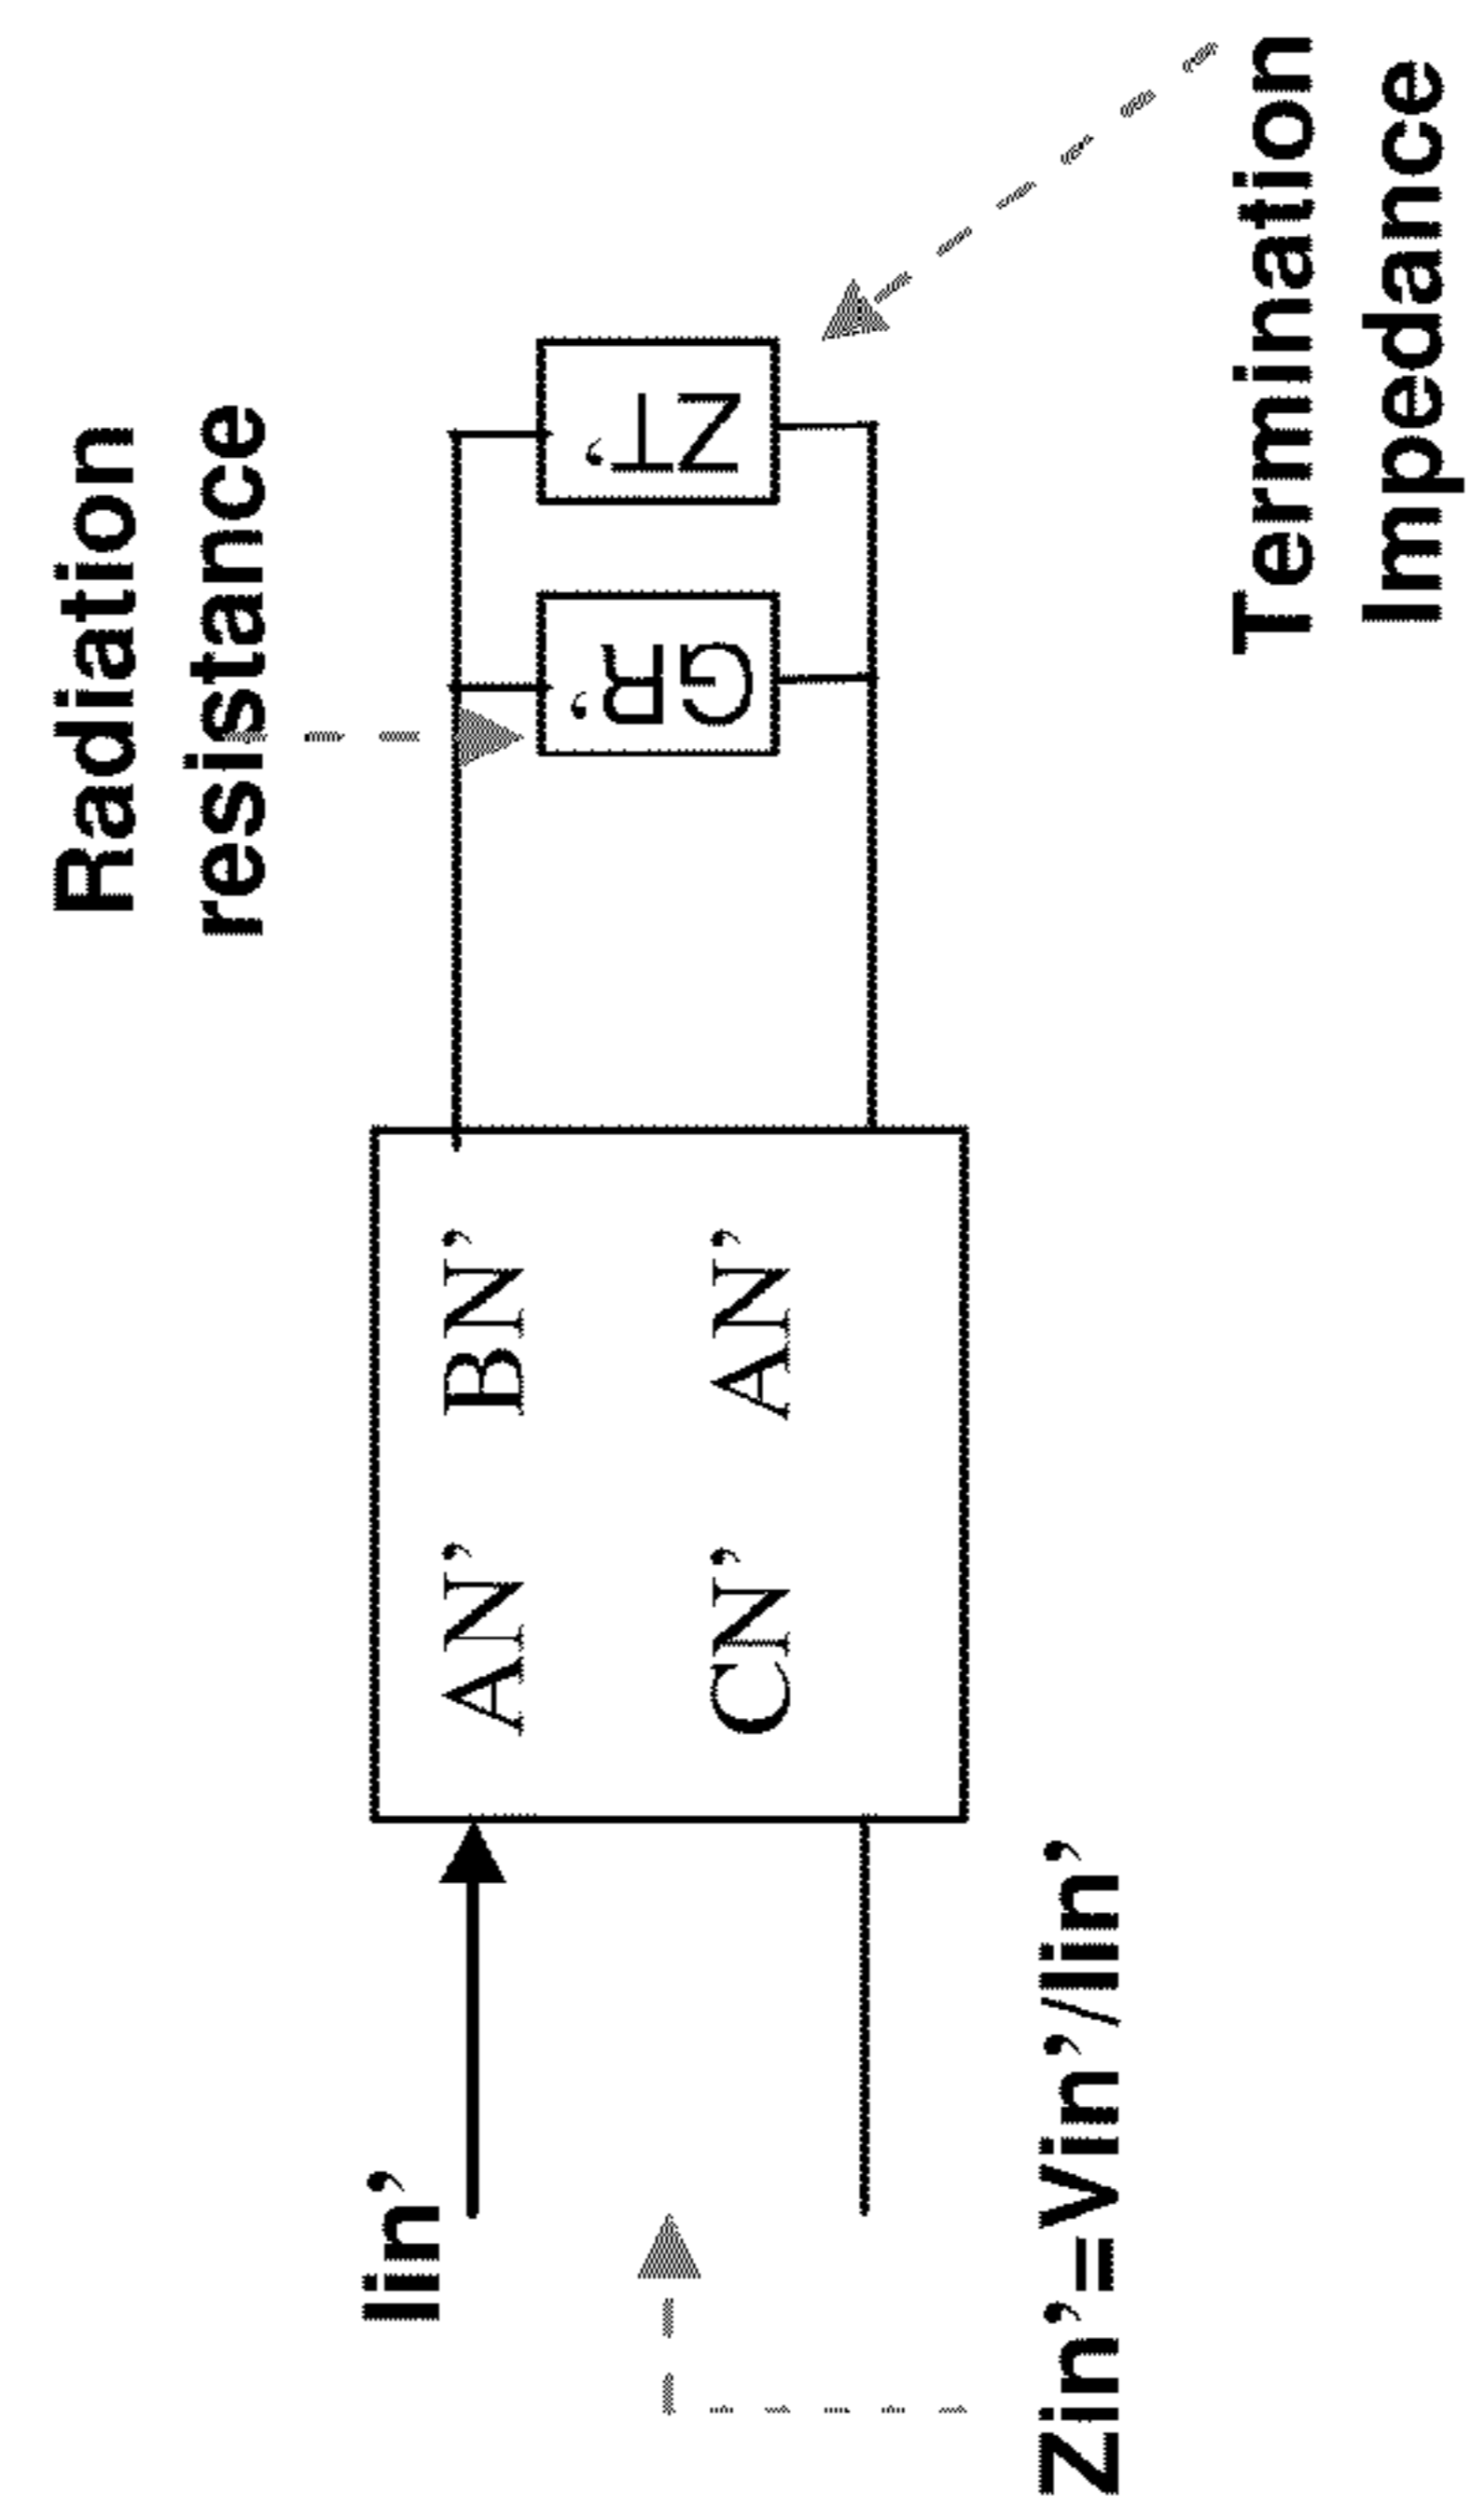 Radiation
resistance
Iin’
AN’ BN’
CN’ AN’
GR’
ZT’
Zin’=Vin’/Iin’
Termination
Impedance